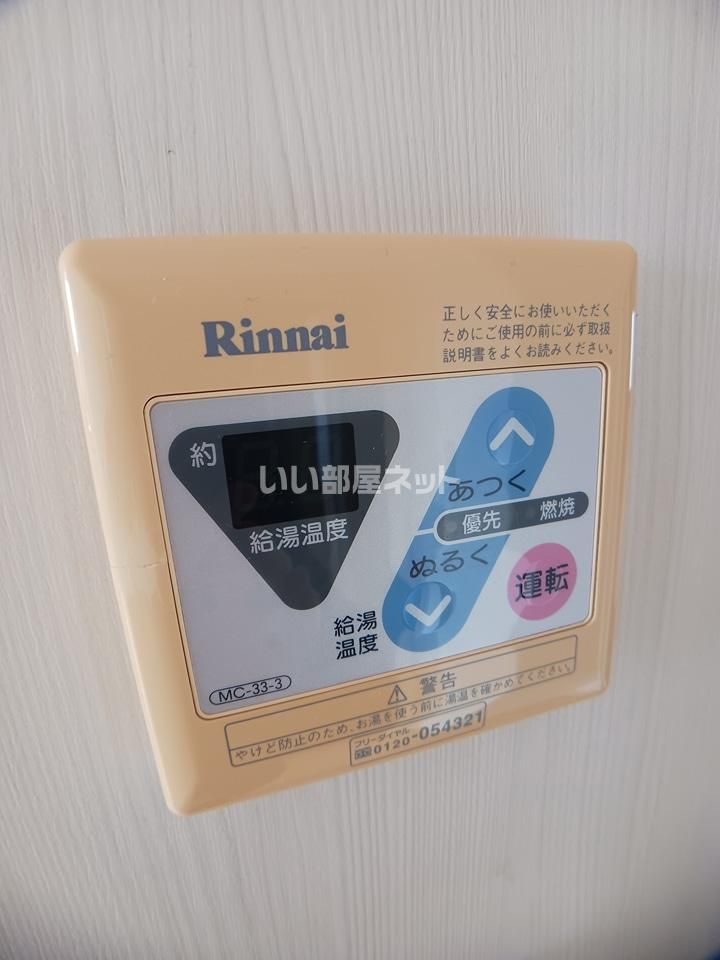 Rinnai
正しく安全にお使いいただく
ためにご使用の前に必ず取扱
説明書をよくお読みください。
約
給湯温度
いい部屋ネット
あつく
優先 燃焼
ぬるく
運転
給湯
温度
MC-33-3
警告
やけど防止のため、お湯を使う前に湯温を確かめてください。
フリーダイヤル
0120-054321